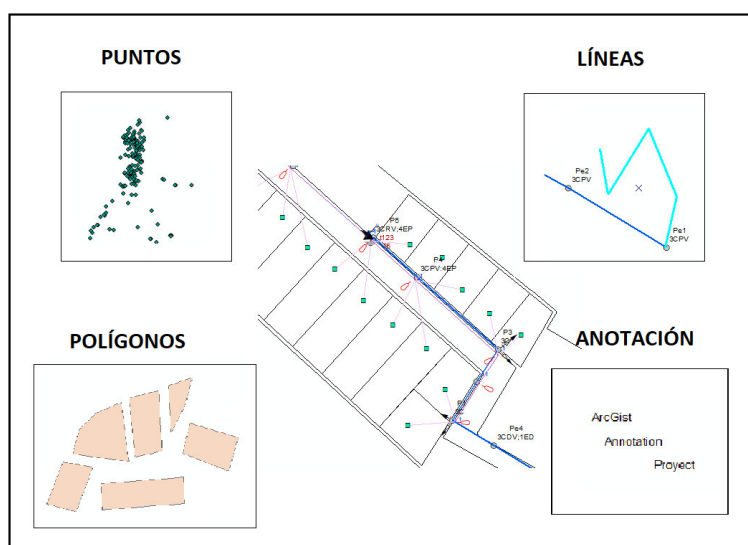 PUNTOS
LÍNEAS
Pe2
3CPV
Pe1
3CPV
P5
3CRV;4EP
P4
3CPV;4EP
P3
Pe4
3CDV;1ED
POLÍGONOS
ANOTACIÓN
ArcGist
Annotation
Proyect